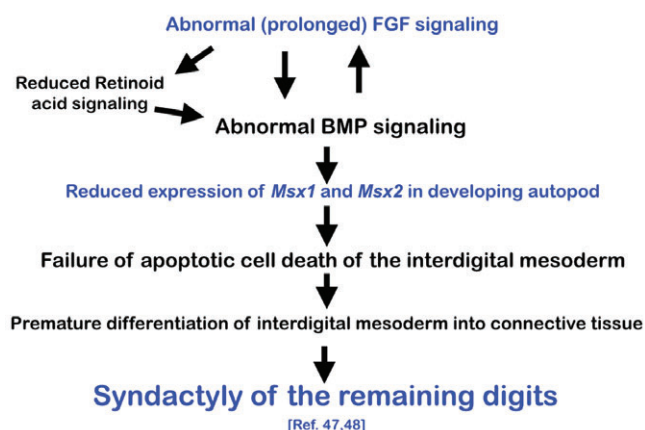 Abnormal (prolonged) FGF signaling
Reduced Retinoid
acid signaling
Abnormal BMP signaling
Reduced expression of Msx1 and Msx2 in developing autopod
Failure of apoptotic cell death of the interdigital mesoderm
Premature differentiation of interdigital mesoderm into connective tissue
Syndactyly of the remaining digits
[Ref. 47,48]